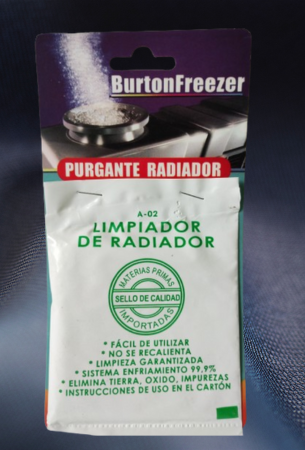 BurtonFreezer
PURGANTE RADIADOR
A-02
LIMPIADOR
DE RADIADOR
MATERIAS PRIMAS
SELLO DE CALIDAD
IMPORTADAS
* FÁCIL DE UTILIZAR
* NO SE RECALIENTA
* LIMPIEZA GARANTIZADA
* SISTEMA ENFRIAMIENTO 99,9%
* ELIMINA TIERRA, OXIDO, IMPUREZAS
* INSTRUCCIONES DE USO EN EL CARTÓN